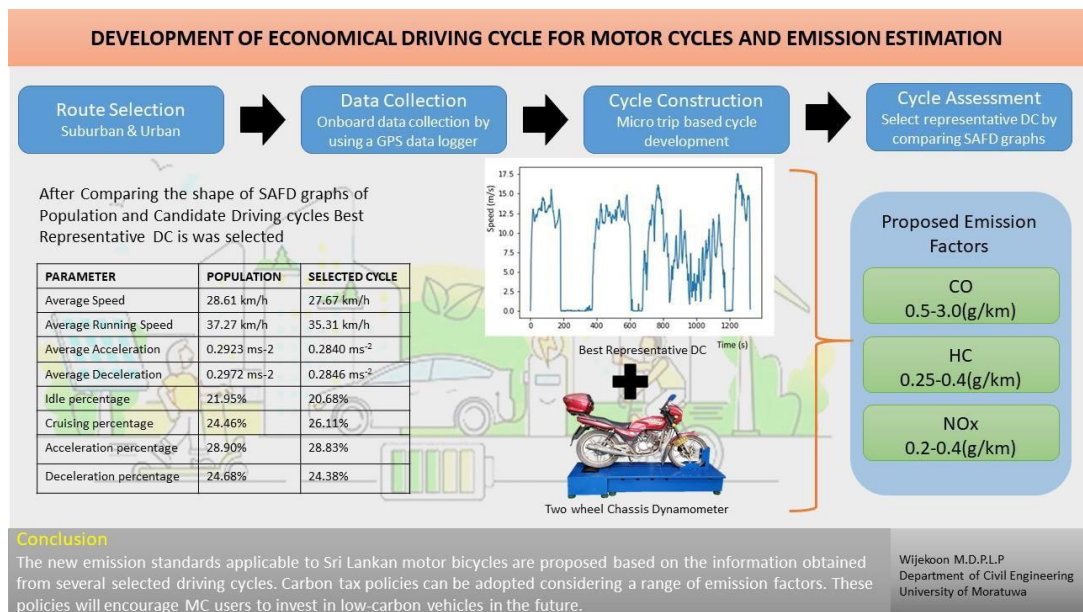 DEVELOPMENT OF ECONOMICAL DRIVING CYCLE FOR MOTOR CYCLES AND EMISSION ESTIMATION
Route Selection
Suburban & Urban
Data Collection
Onboard data collection by
using a GPS data logger
Cycle Construction
Micro trip based cycle
development
Cycle Assessment
Select representative DC by
comparing SAFD graphs
After Comparing the shape of SAFD graphs of
Population and Candidate Driving cycles Best
Representative DC is was selected
PARAMETER POPULATION SELECTED CYCLE
Average Speed 28.61 km/h 27.67 km/h
Average Running Speed 37.27 km/h 35.31 km/h
Average Acceleration 0.2923 ms-2 0.2840 ms-2
Average Deceleration 0.2972 ms-2 0.2846 ms-2
Idle percentage 21.95% 20.68%
Cruising percentage 24.46% 26.11%
Acceleration percentage 28.90% 28.83%
Deceleration percentage 24.68% 24.38%
Speed (m/s)
17.5
15.0
12.5
10.0
7.5
5.0
2.5
0.0
0 200 400 600 800 1000 1200
Time (s)
Best Representative DC
Two wheel Chassis Dynamometer
Proposed Emission
Factors
CO
0.5-3.0(g/km)
HC
0.25-0.4(g/km)
NOx
0.2-0.4(g/km)
Conclusion
The new emission standards applicable to Sri Lankan motor bicycles are proposed based on the information obtained
from several selected driving cycles. Carbon tax policies can be adopted considering a range of emission factors. These
policies will encourage MC users to invest in low-carbon vehicles in the future.
Wijekoon M.D.P.L.P
Department of Civil Engineering
University of Moratuwa